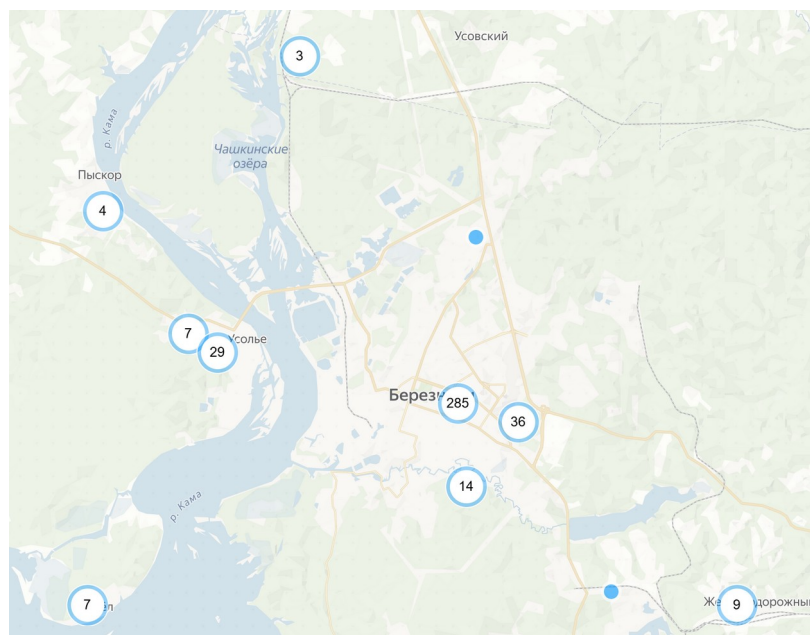 3
Усовский
р. Кама
Чашкинские
озёра
Пыскор
4
7
Усолье
29
285
36
14
р. Кама
7
9